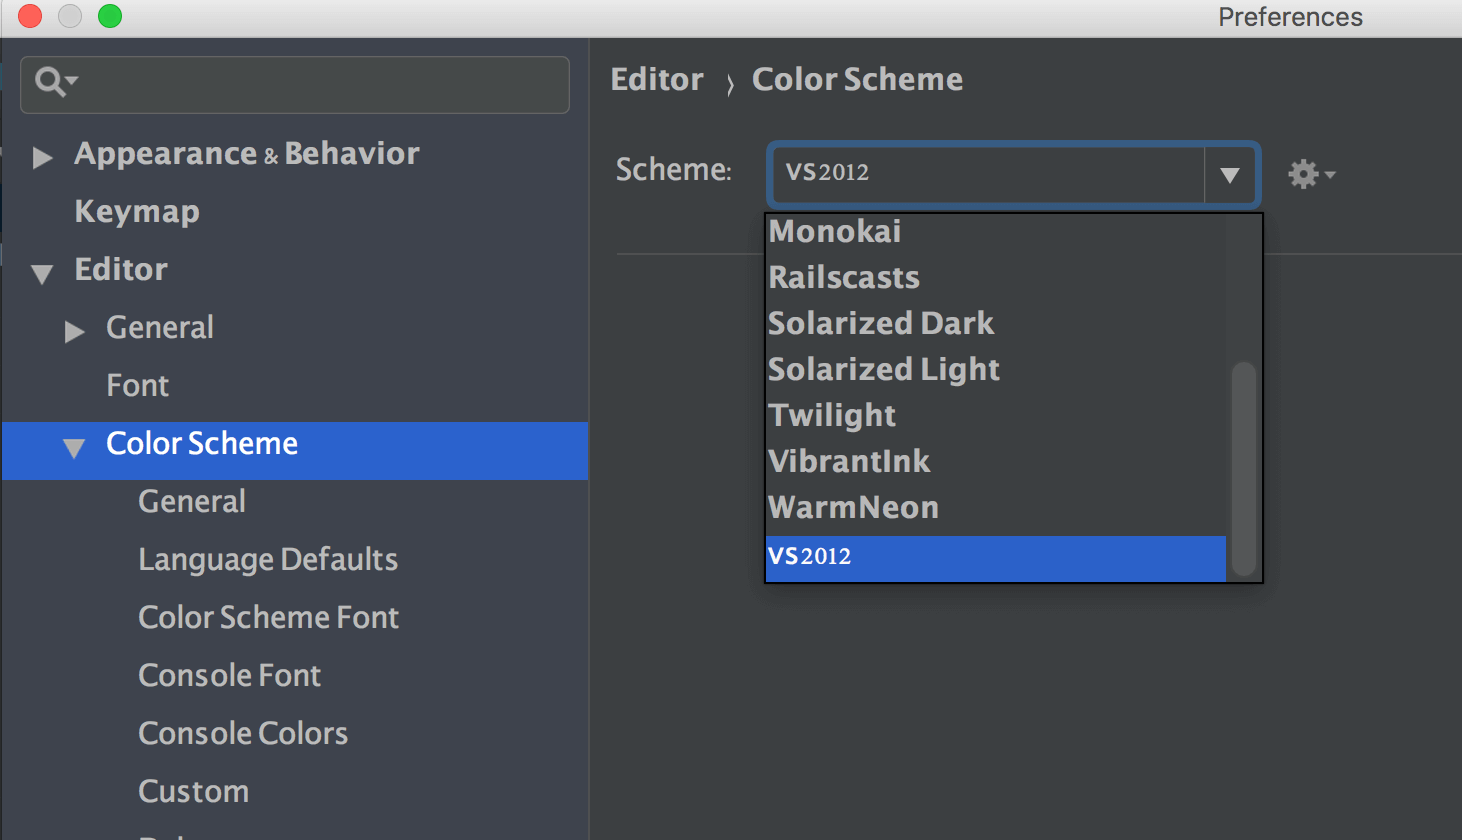 Preferences
Appearance & Behavior
Keymap
Editor
General
Font
Color Scheme
General
Language Defaults
Color Scheme Font
Console Font
Console Colors
Custom
Editor › Color Scheme
Scheme: VS2012
Monokai
Railscasts
Solarized Dark
Solarized Light
Twilight
VibrantInk
WarmNeon
VS2012